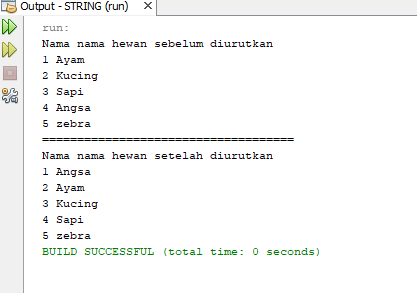 Output - STRING (run)
run:
Nama nama hewan sebelum diurutkan
1 Ayam
2 Kucing
3 Sapi
4 Angsa
5 zebra
====================================
Nama nama hewan setelah diurutkan
1 Angsa
2 Ayam
3 Kucing
4 Sapi
5 zebra
BUILD SUCCESSFUL (total time: 0 seconds)